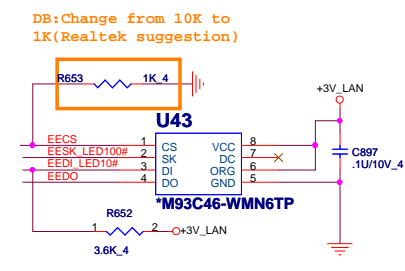 DB:Change from 10K to
1K(Realtek suggestion)
R653 1K_4
+3V_LAN
U43
EECS 1 CS VCC 8
EESK_LED100# 2 SK DC 7
EEDI_LED10# 3 DI ORG 6
EEDO 4 DO GND 5
C897
.1U/10V_4
*M93C46-WMN6TP
R652
1 2 +3V_LAN
3.6K_4